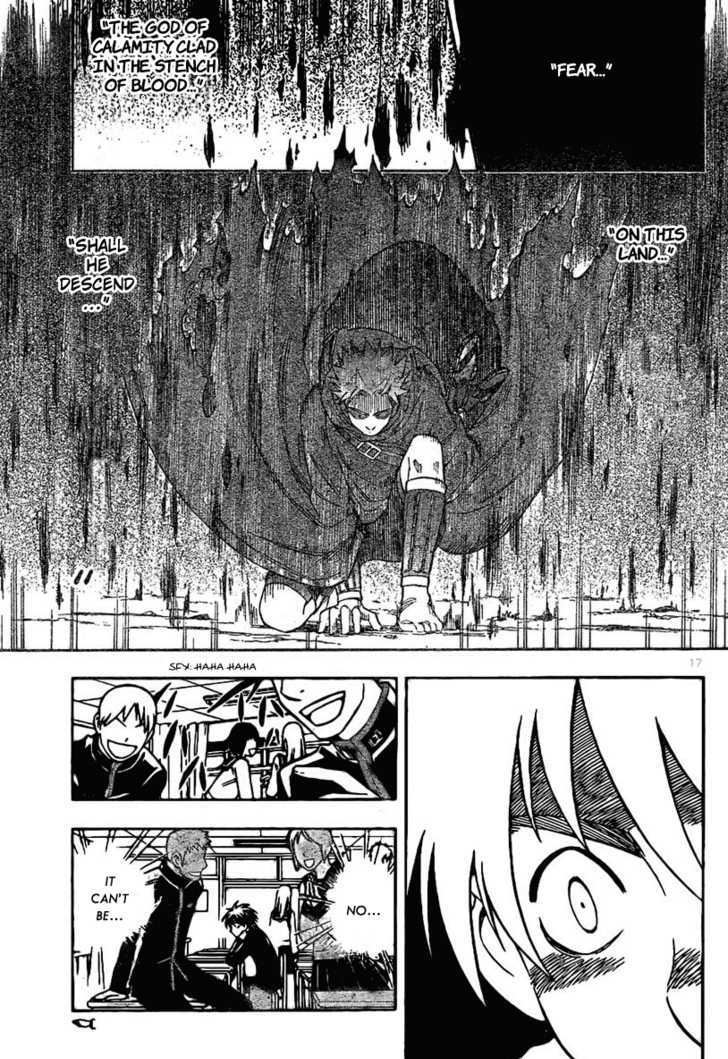 "FEAR..."
"THE GOD OF
CALAMITY CLAD
IN THE STENCH
OF BLOOD..."
"ON THIS
LAND..."
"SHALL
HE
DESCEND
..."
17
SFX: HAHA HAHA
NO...
IT
CAN'T
BE...